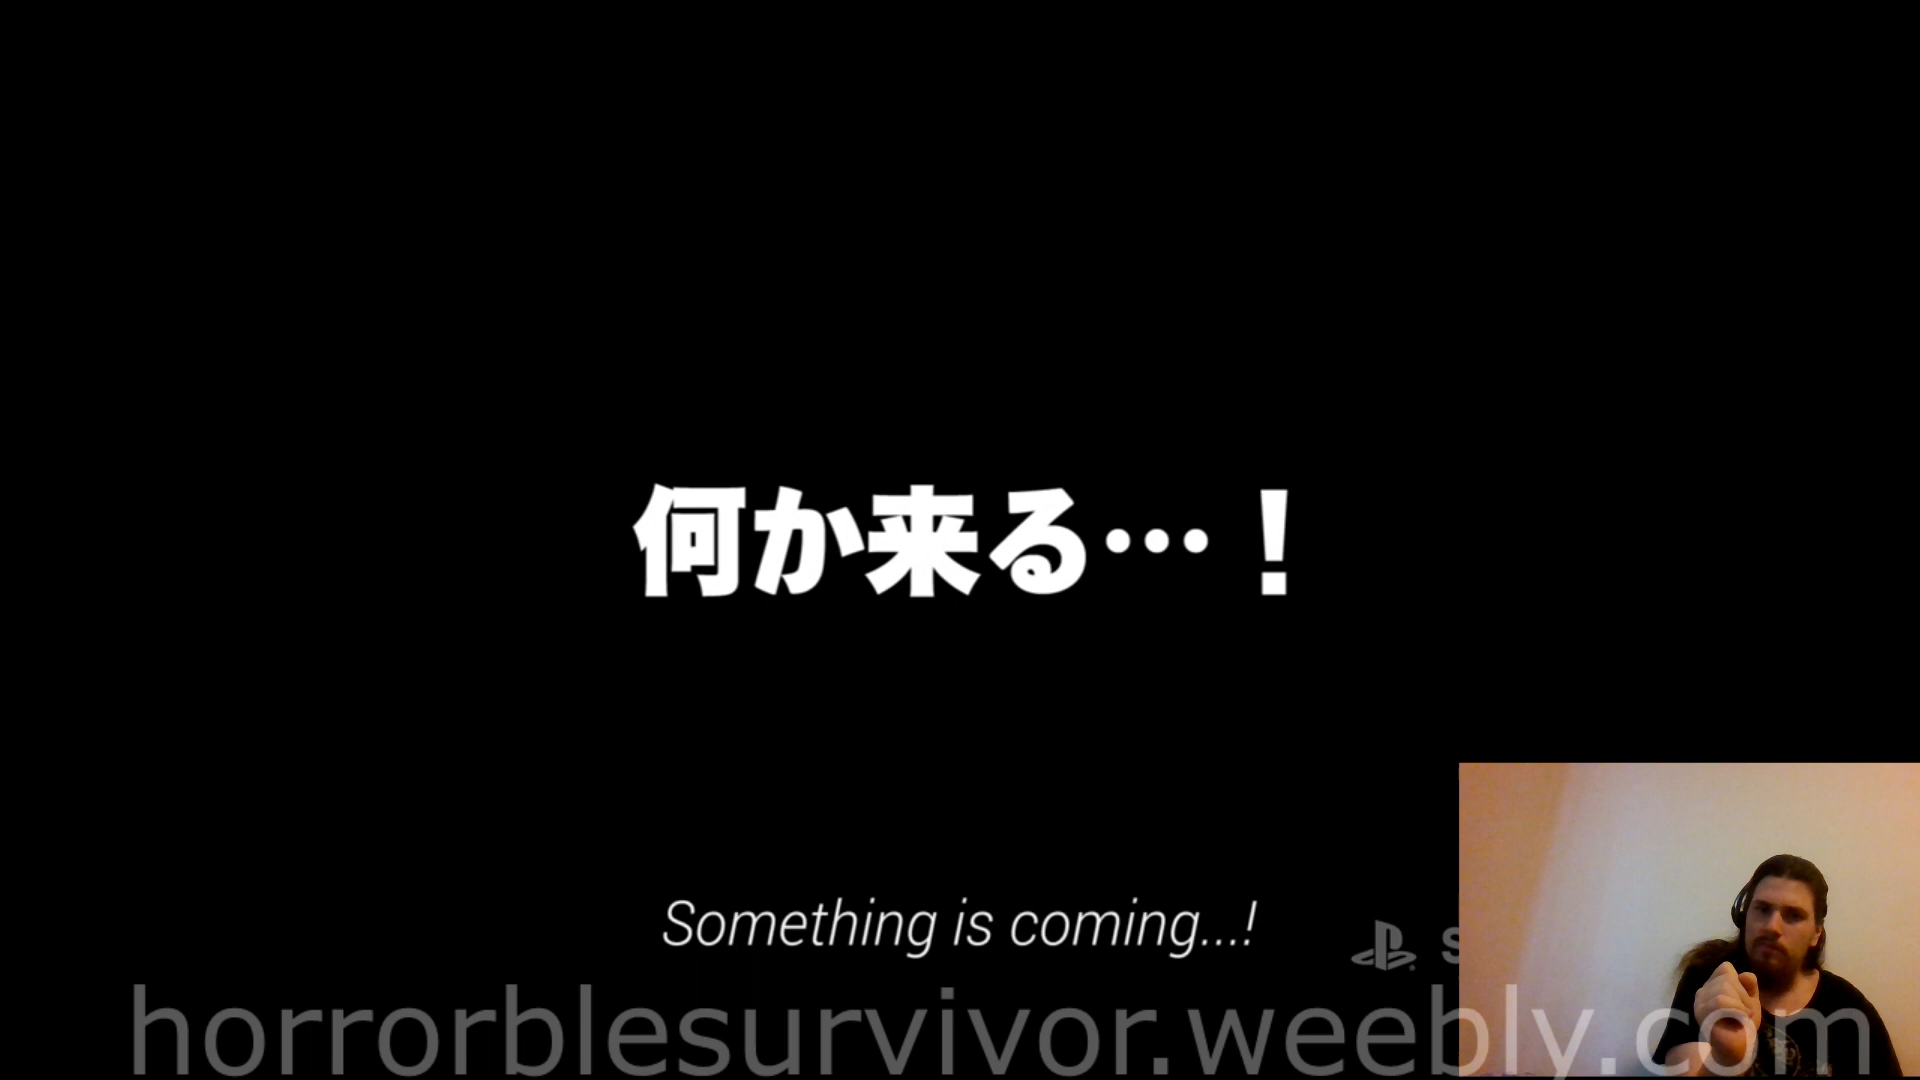 何か来る…！
Something is coming...!
S
horrorblesurvivor.weebly.com